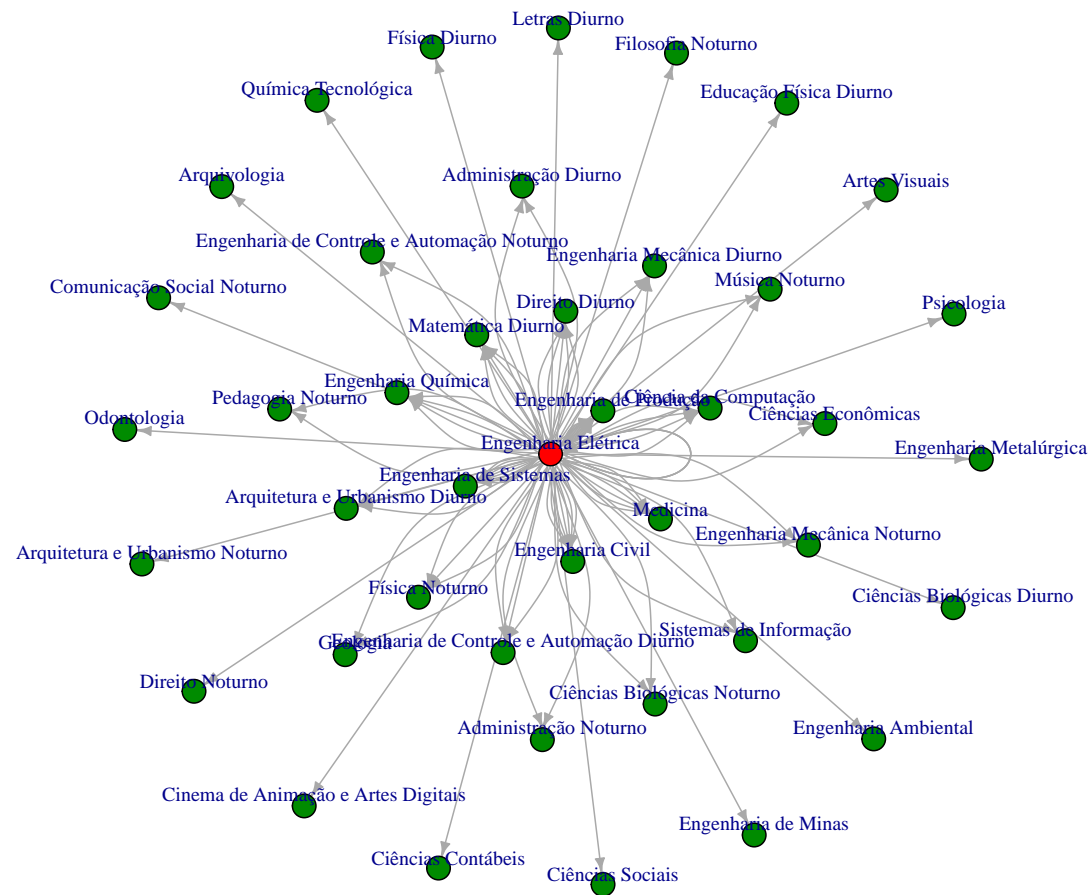 Letras Diurno
Física Diurno
Filosofia Noturno
Química Tecnológica
Educação Física Diurno
Arquivologia
Administração Diurno
Artes Visuais
Engenharia de Controle e Automação Noturno
Engenharia Mecânica Diurno
Comunicação Social Noturno
Música Noturno
Direito Diurno
Psicologia
Matemática Diurno
Engenharia Química
Pedagogia Noturno
Engenharia de Produção
Ciência da Computação
Odontologia
Ciências Econômicas
Engenharia Elétrica
Engenharia Metalúrgica
Engenharia de Sistemas
Arquitetura e Urbanismo Diurno
Medicina
Engenharia Mecânica Noturno
Arquitetura e Urbanismo Noturno
Engenharia Civil
Física Noturno
Ciências Biológicas Diurno
Sistemas de Informação
Geologia
Engenharia de Controle e Automação Diurno
Direito Noturno
Ciências Biológicas Noturno
Administração Noturno
Engenharia Ambiental
Cinema de Animação e Artes Digitais
Engenharia de Minas
Ciências Contábeis
Ciências Sociais